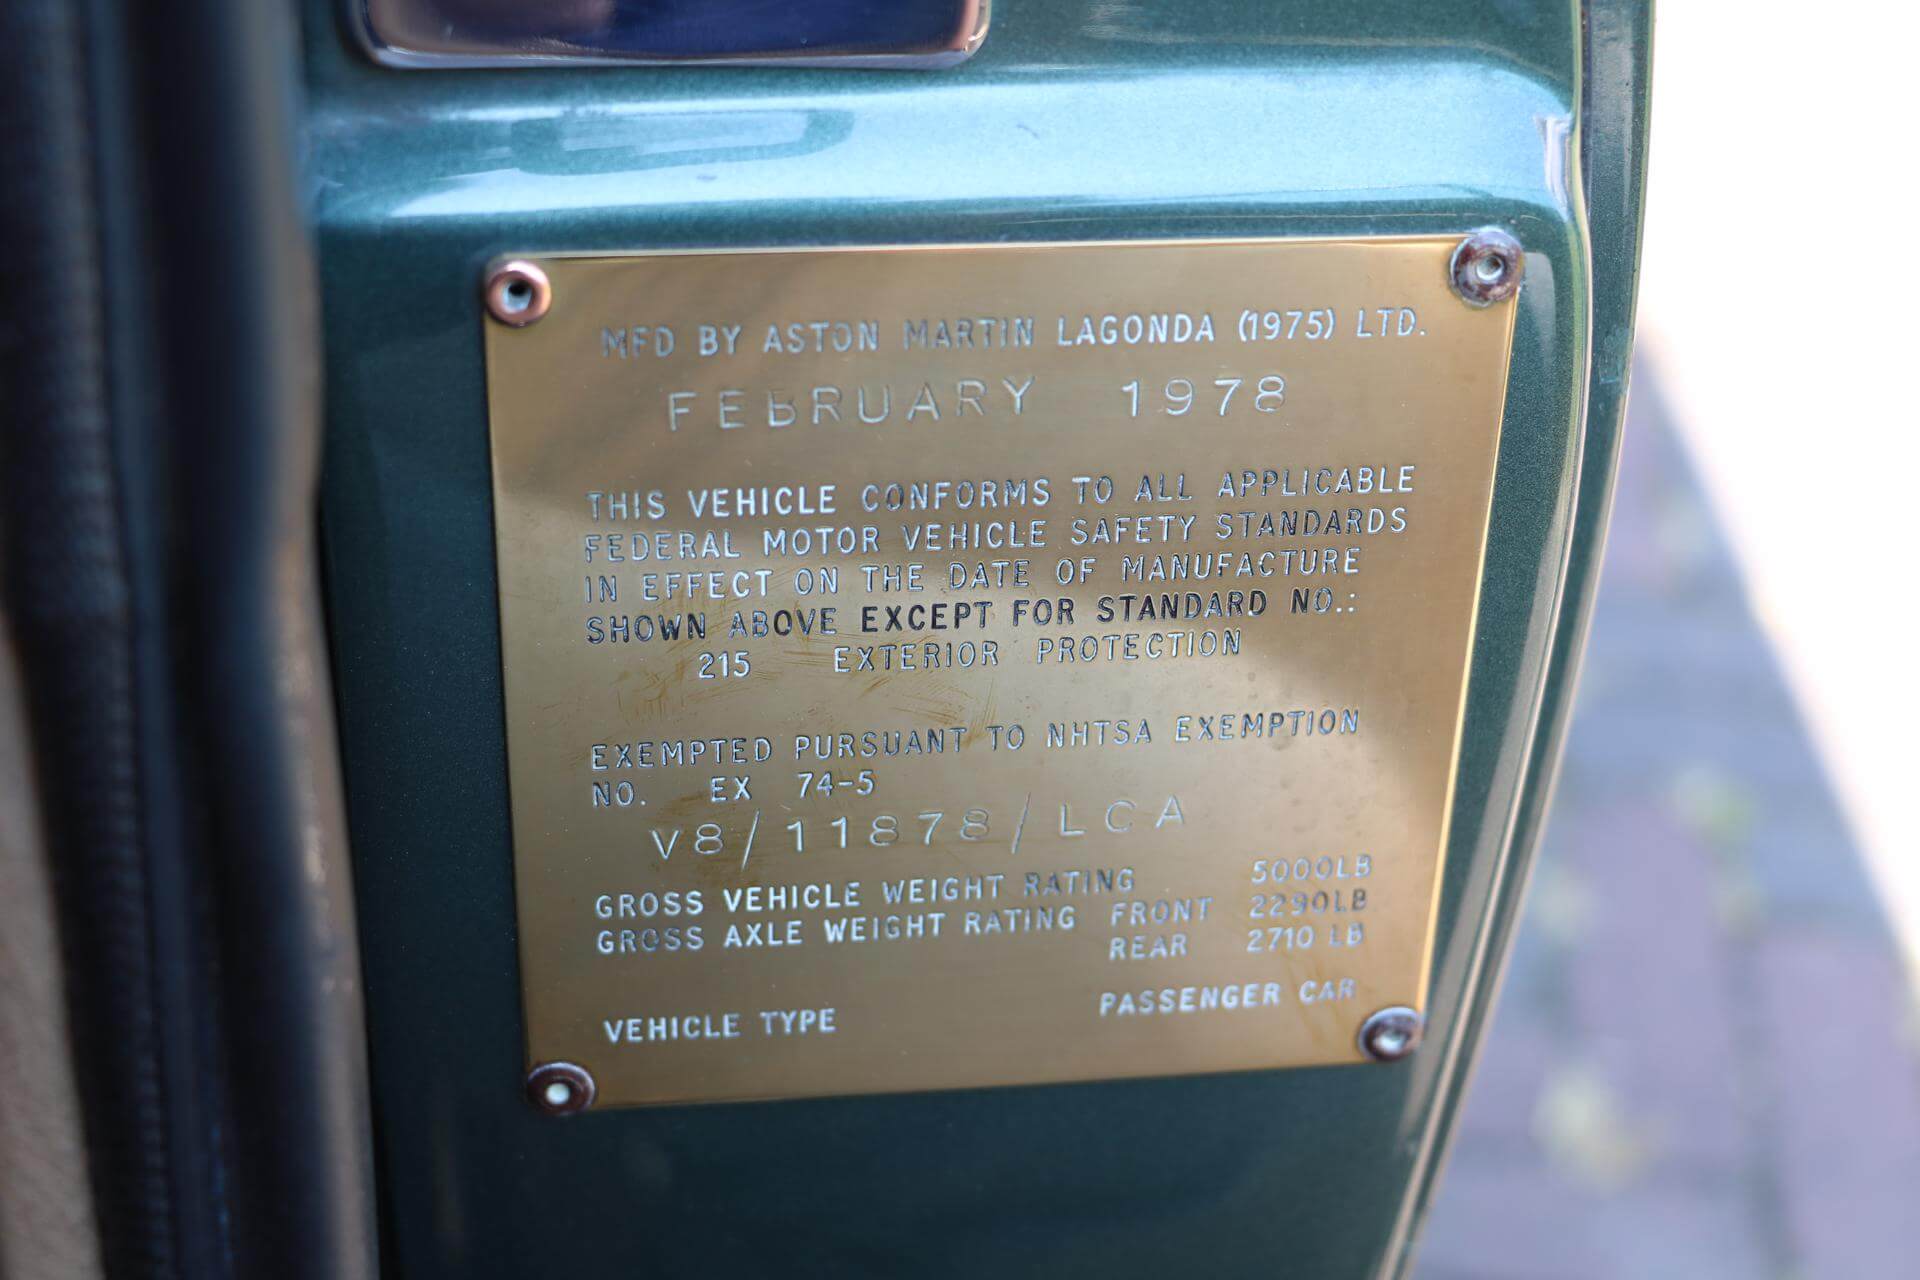 MFD BY ASTON MARTIN LAGONDA (1975) LTD.
FEBRUARY 1978
THIS VEHICLE CONFORMS TO ALL APPLICABLE
FEDERAL MOTOR VEHICLE SAFETY STANDARDS
IN EFFECT ON THE DATE OF MANUFACTURE
SHOWN ABOVE EXCEPT FOR STANDARD NO.:
215 EXTERIOR PROTECTION
EXEMPTED PURSUANT TO NHTSA EXEMPTION
NO. EX 74-5
V8/11878/LCA
GROSS VEHICLE WEIGHT RATING 5000LB
GROSS AXLE WEIGHT RATING FRONT 2290LB
REAR 2710 LB
VEHICLE TYPE PASSENGER CAR